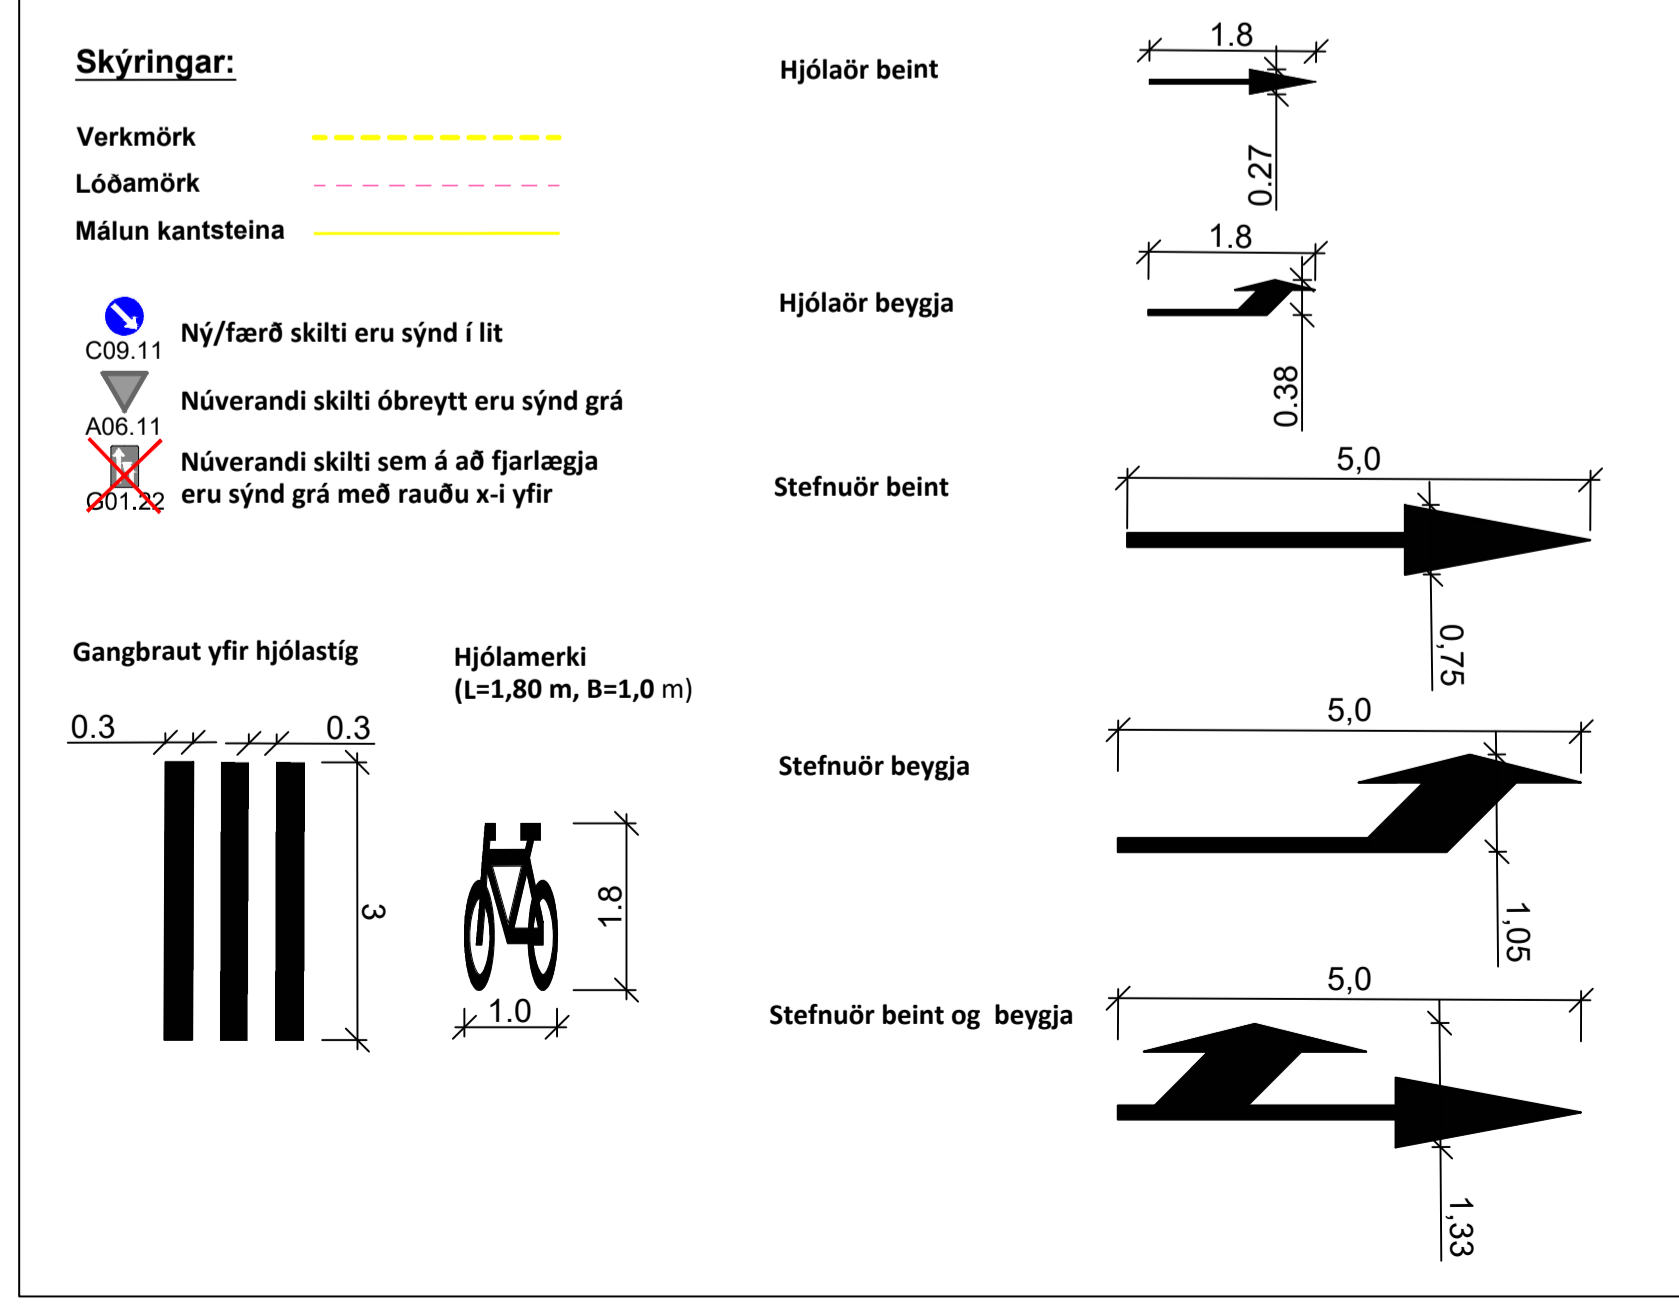 Skýringar:
Verkmörk
Lóðamörk
Málun kantsteina
C09.11
Ný/færð skilti eru sýnd í lit
A06.11
Núverandi skilti óbreytt eru sýnd grá
G01.22
Núverandi skilti sem á að fjarlægja
eru sýnd grá með rauðu x-i yfir
Gangbraut yfir hjólastíg
0.3
0.3
3
Hjólamerki
(L=1,80 m, B=1,0 m)
1.8
1.0
Hjólaör beint
1.8
0.27
Hjólaör beygja
1.8
0.38
Stefnuör beint
5,0
0,75
Stefnuör beygja
5,0
1,05
Stefnuör beint og beygja
5,0
1,33